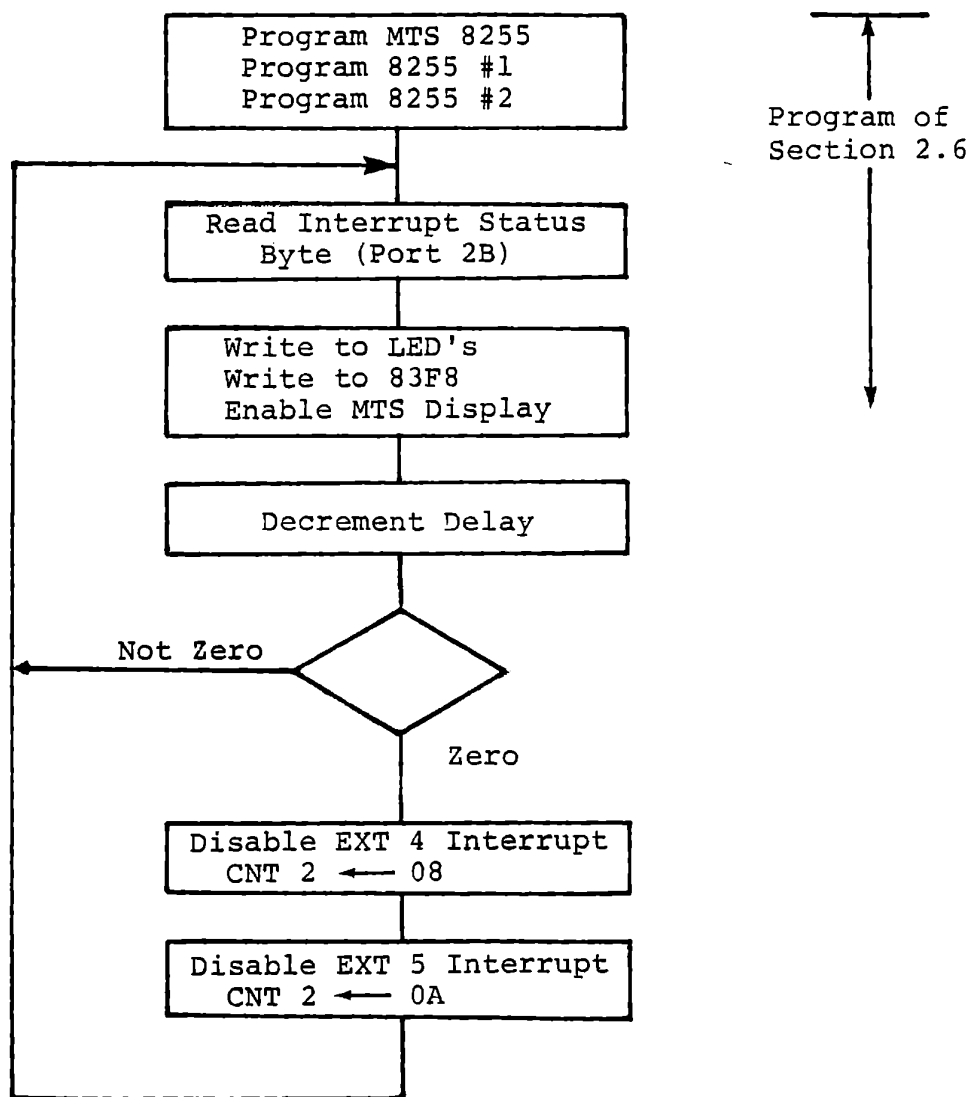 Program MTS 8255
Program 8255 #1
Program 8255 #2
Program of
Section 2.6
Read Interrupt Status
Byte (Port 2B)
Write to LED's
Write to 83F8
Enable MTS Display
Decrement Delay
Not Zero
Zero
Disable EXT 4 Interrupt
CNT 2 ← 08
Disable EXT 5 Interrupt
CNT 2 ← 0A